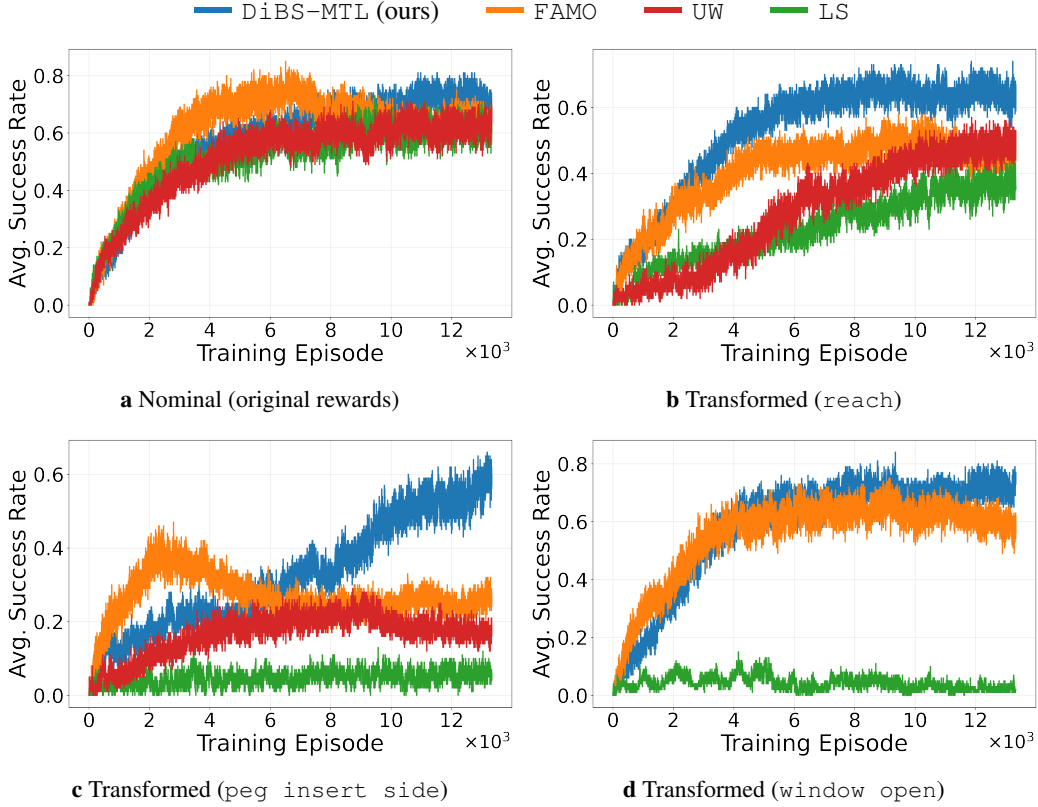 DiBS-MTL (ours) FAMO UW LS
Avg. Success Rate
0.8
0.6
0.4
0.2
0.0
0 2 4 6 8 10 12
Training Episode ×10³
a Nominal (original rewards)
Avg. Success Rate
0.6
0.4
0.2
0.0
0 2 4 6 8 10 12
Training Episode ×10³
b Transformed (reach)
Avg. Success Rate
0.6
0.4
0.2
0.0
0 2 4 6 8 10 12
Training Episode ×10³
c Transformed (peg insert side)
Avg. Success Rate
0.8
0.6
0.4
0.2
0.0
0 2 4 6 8 10 12
Training Episode ×10³
d Transformed (window open)